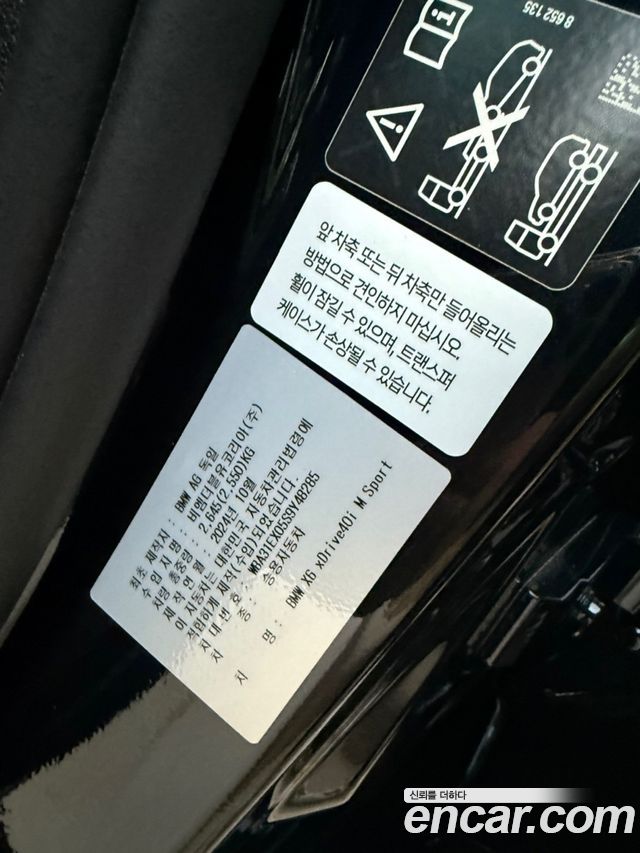 8 652 135
앞 차축 또는 뒤 차축만 들어올리는
방법으로 견인하지 마십시오.
휠이 잠길 수 있으며, 트랜스퍼
케이스가 손상될 수 있습니다.
최초 제작자 : BMW AG 독일
수입자 : 비엠더블유코리아(주)
차량 총중량 : 2,645(2,550)KG
제작연월 : 2024년 10월
이 자동차는 대한민국 자동차관리법령에
적합하게 제작(수입)되었습니다.
차대번호 :
차 종 : 승용자동차
차 명 : BMW X6 xDrive40i M Sport
신뢰를 더하다
encar.com